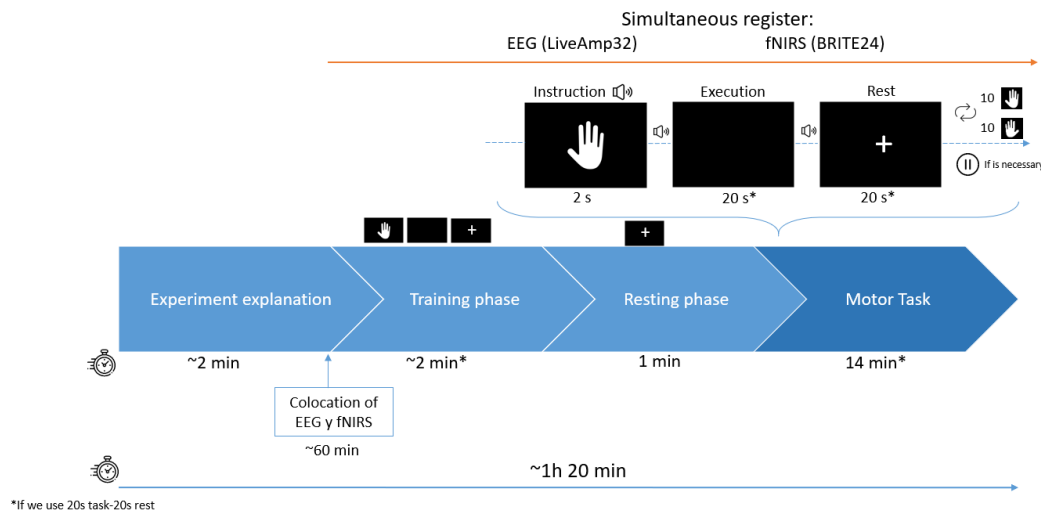 Simultaneous register:
EEG (LiveAmp32) fNIRS (BRITE24)
Instruction Execution Rest
10
10
If is necessary
2 s 20 s* 20 s*
Experiment explanation Training phase Resting phase Motor Task
~2 min ~2 min* 1 min 14 min*
Colocation of
EEG y fNIRS
~60 min
~1h 20 min
*If we use 20s task-20s rest